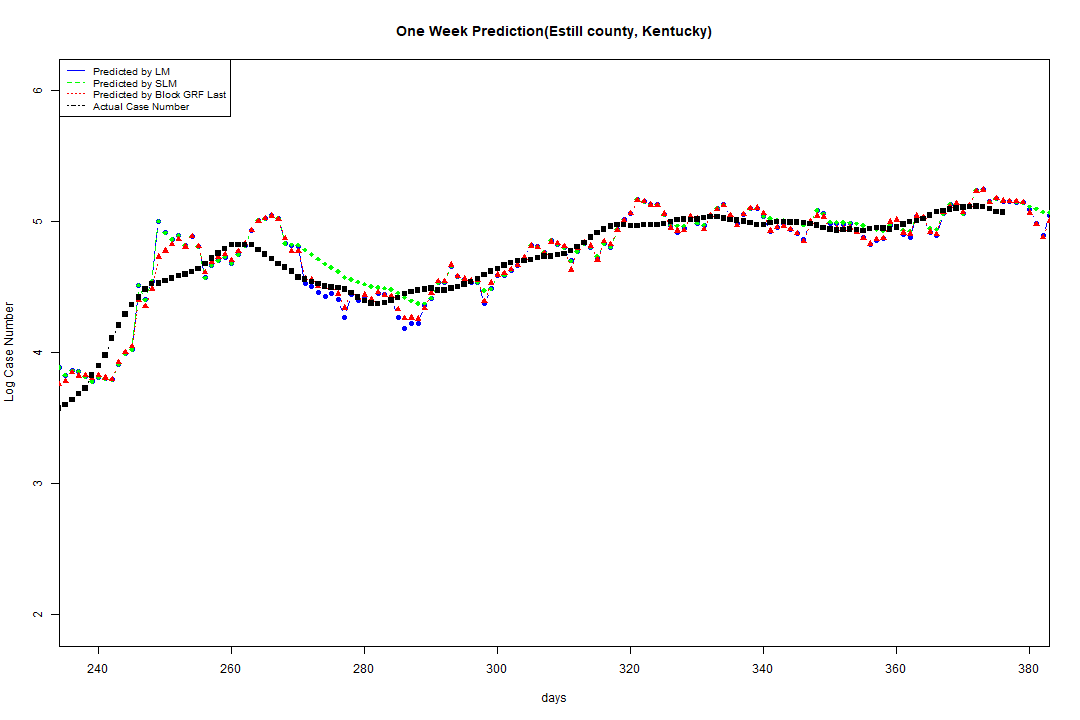 One Week Prediction(Estill county, Kentucky)
Predicted by LM
Predicted by SLM
Predicted by Block GRF Last
Actual Case Number
6
5
4
3
2
Log Case Number
240 260 280 300 320 340 360 380
days